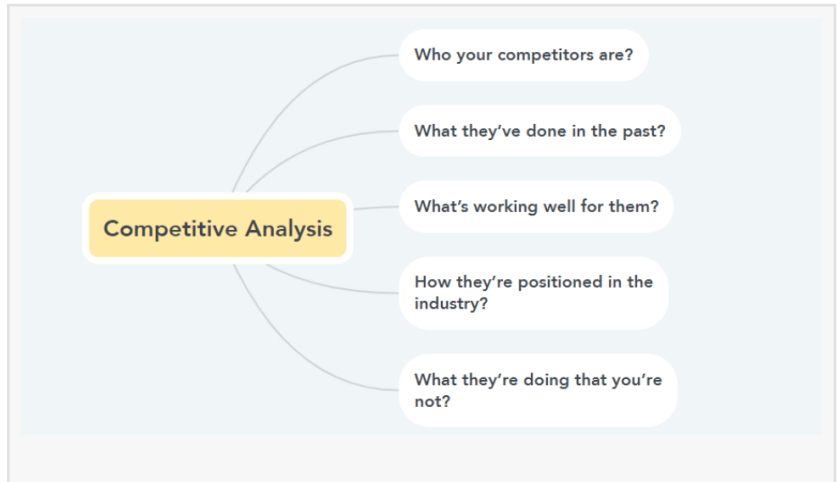 Who your competitors are?
What they’ve done in the past?
What’s working well for them?
Competitive Analysis
How they’re positioned in the
industry?
What they’re doing that you’re
not?